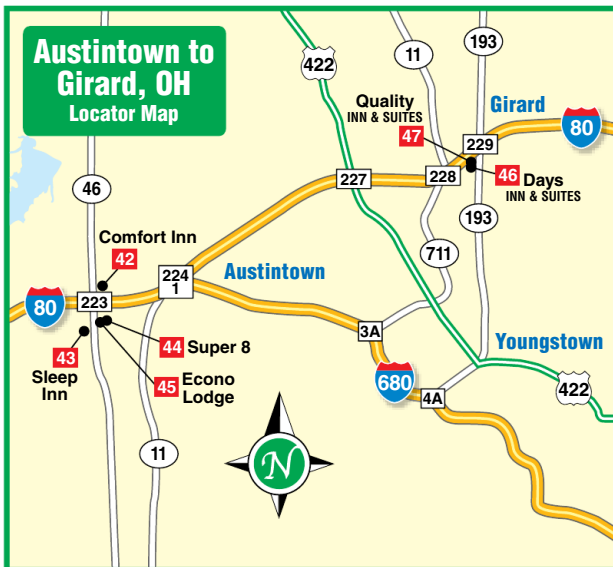 Austintown to
Girard, OH
Locator Map
422
11
193
Quality
INN & SUITES
47
Girard
80
229
228
227
46 Days
INN & SUITES
193
46
Comfort Inn
42
224
1
Austintown
711
80
223
3A
43
Sleep
Inn
44 Super 8
45 Econo
Lodge
Youngstown
680
4A
422
11
N